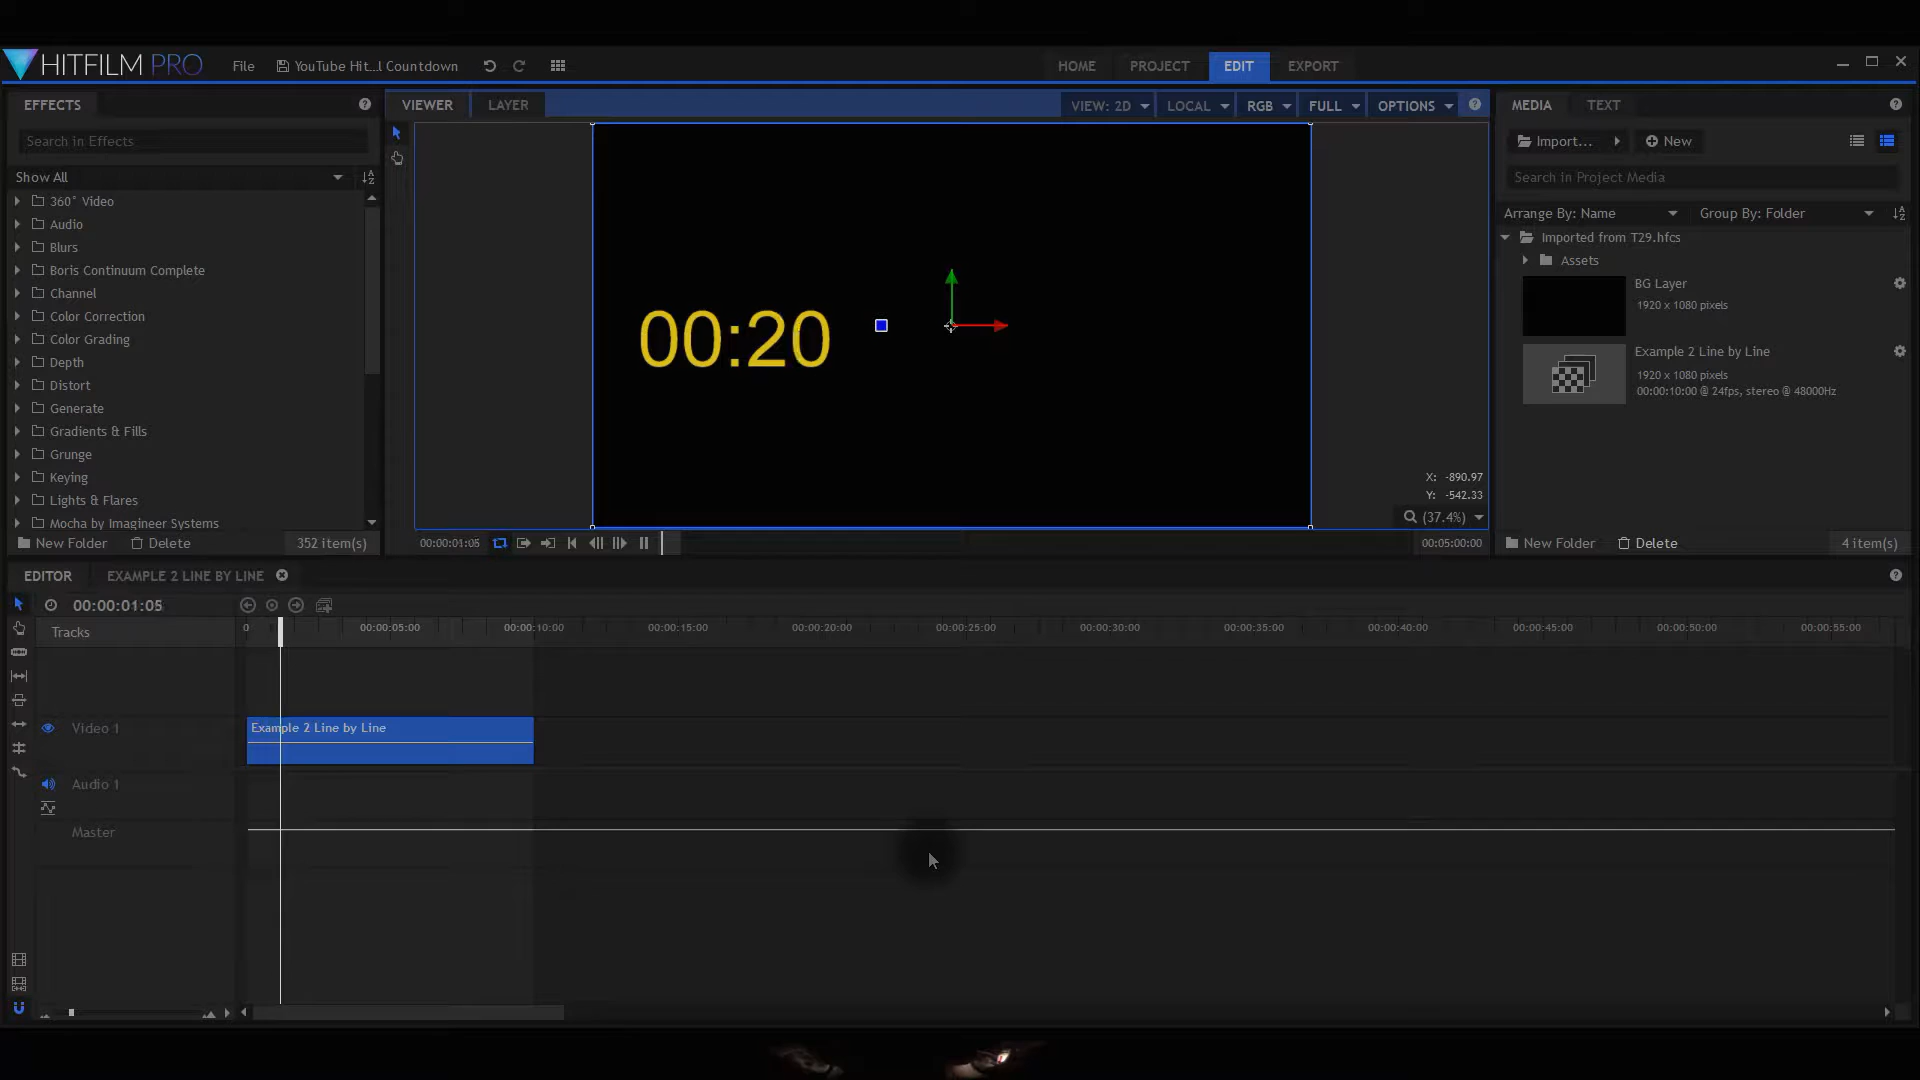 HITFILM PRO File YouTube Hit...l Countdown HOME PROJECT EDIT EXPORT
EFFECTS
Search in Effects
Show All
360° Video
Audio
Blurs
Boris Continuum Complete
Channel
Color Correction
Color Grading
Depth
Distort
Generate
Gradients & Fills
Grunge
Keying
Lights & Flares
Mocha by Imagineer Systems
New Folder Delete 352 item(s)
VIEWER LAYER VIEW: 2D LOCAL RGB FULL OPTIONS
00:20
X: -890.97
Y: -542.33
(37.4%)
00:00:01:05 00:05:00:00
MEDIA TEXT
Import... New
Search in Project Media
Arrange By: Name Group By: Folder
Imported from T29.hfcs
Assets
BG Layer
1920 x 1080 pixels
Example 2 Line by Line
1920 x 1080 pixels
00:00:10:00 @ 24fps, stereo @ 48000Hz
New Folder Delete 4 item(s)
EDITOR EXAMPLE 2 LINE BY LINE
00:00:01:05
Tracks 0 00:00:05:00 00:00:10:00 00:00:15:00 00:00:20:00 00:00:25:00 00:00:30:00 00:00:35:00 00:00:40:00 00:00:45:00 00:00:50:00 00:00:55:00
Video 1 Example 2 Line by Line
Audio 1
Master